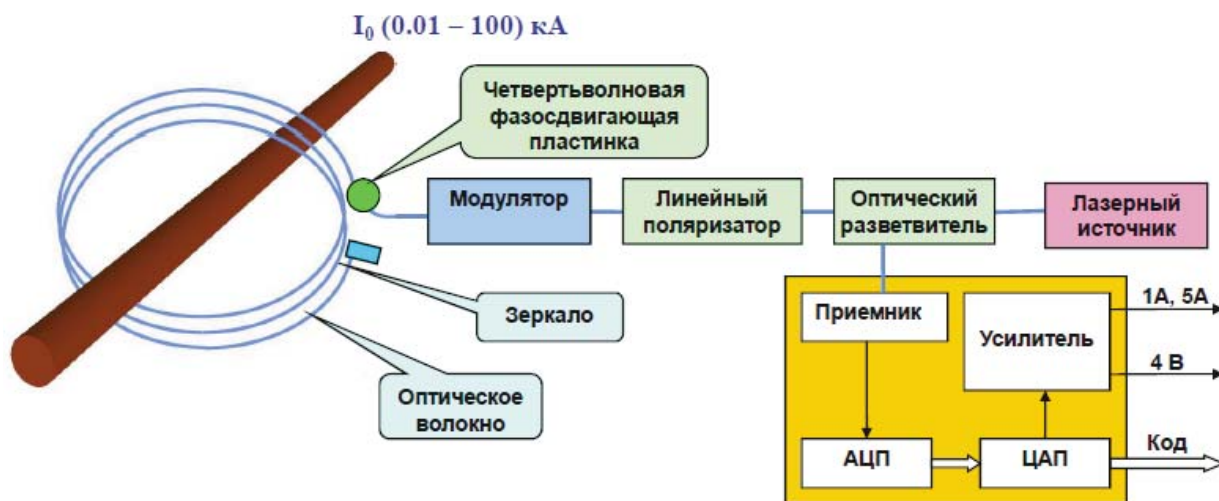 I₀ (0.01 – 100) кА
Четвертьволновая
фазосдвигающая
пластинка
Модулятор
Линейный
поляризатор
Оптический
разветвитель
Лазерный
источник
Зеркало
Оптическое
волокно
Приемник
Усилитель
1А, 5А
4 В
АЦП
ЦАП
Код